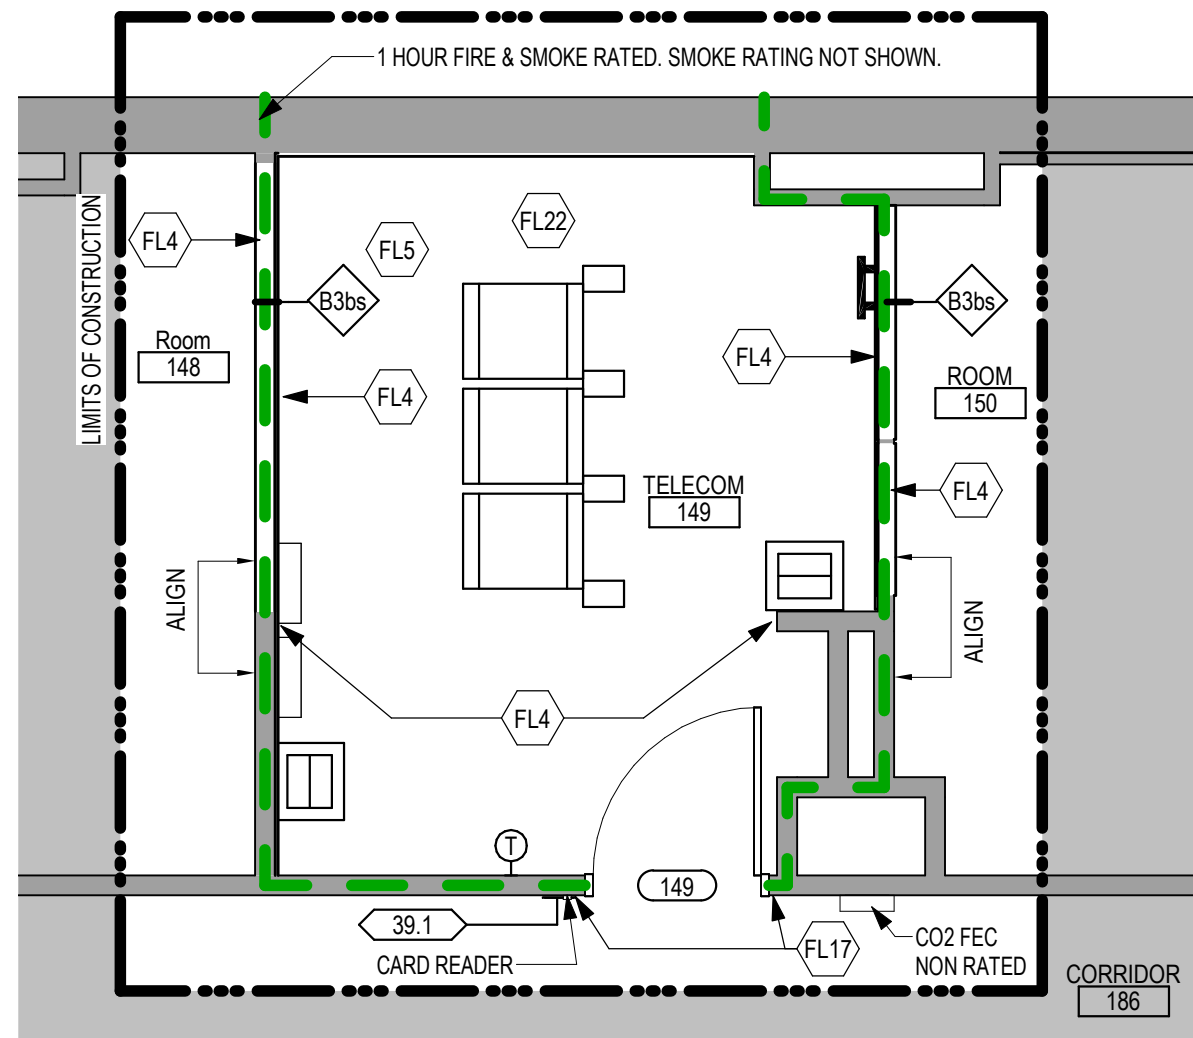 1 HOUR FIRE & SMOKE RATED. SMOKE RATING NOT SHOWN.
LIMITS OF CONSTRUCTION
FL4
FL5
FL22
B3bs
B3bs
Room
148
FL4
FL4
ROOM
150
TELECOM
149
FL4
ALIGN
ALIGN
FL4
T
149
39.1
CARD READER
FL17
CO2 FEC
NON RATED
CORRIDOR
186